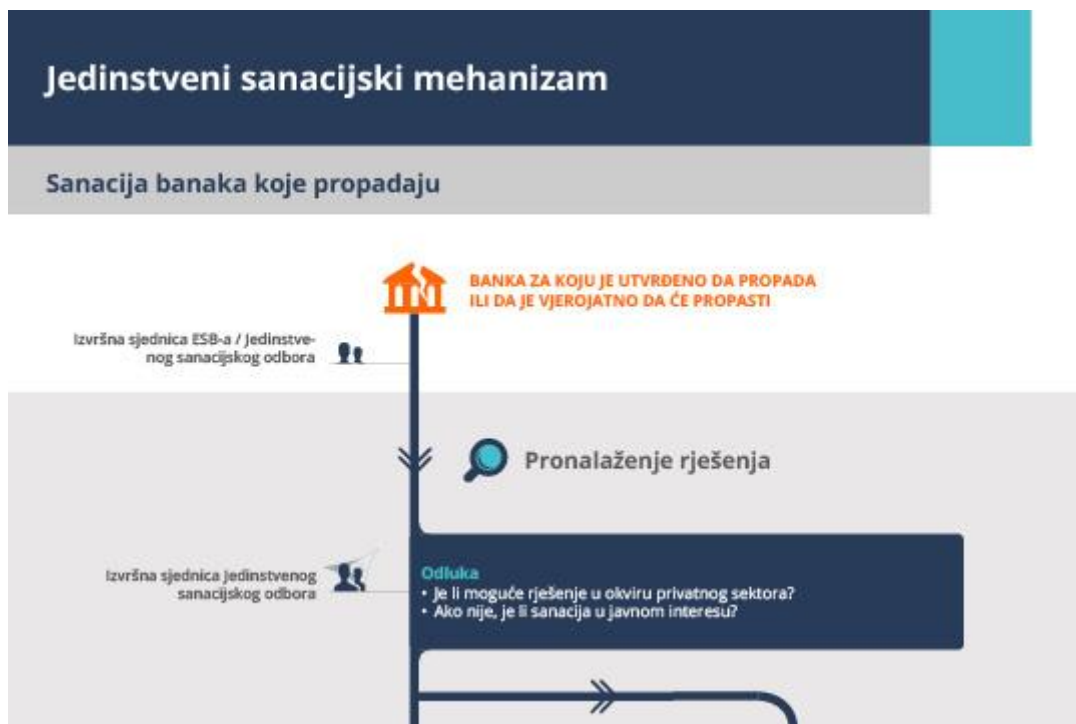 Jedinstveni sanacijski mehanizam
Sanacija banaka koje propadaju
BANKA ZA KOJU JE UTVRĐENO DA PROPADA
ILI DA JE VJEROJATNO DA ĆE PROPASTI
Izvršna sjednica ESB-a / Jedinstve-
nog sanacijskog odbora
Pronalaženje rješenja
Izvršna sjednica Jedinstvenog
sanacijskog odbora
Odluka
• Je li moguće rješenje u okviru privatnog sektora?
• Ako nije, je li sanacija u javnom interesu?